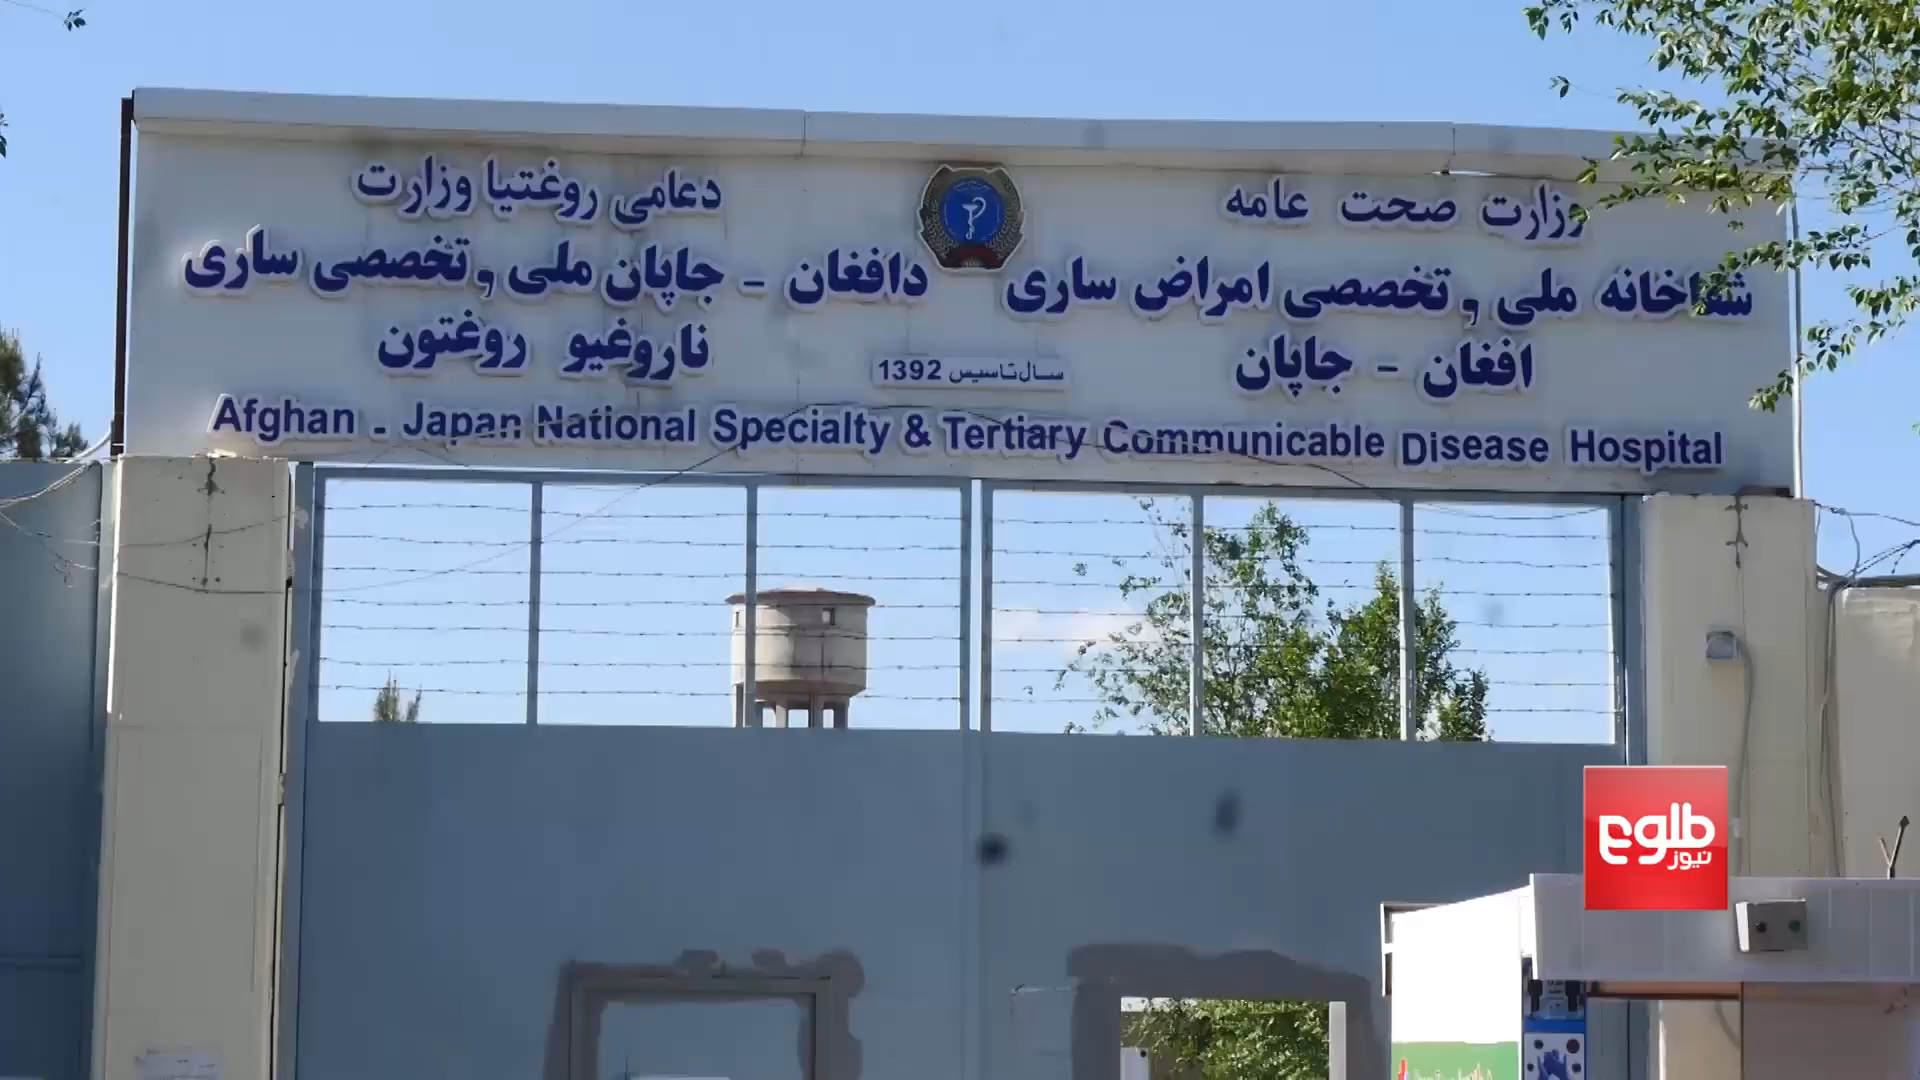 وزارت صحت عامه
شفاخانه ملی و تخصصی امراض ساری
افغان - جاپان
دعامی روغتیا وزارت
دافغان - جاپان ملی و تخصصی ساری
ناروغیو روغتون
سال تاسیس 1392
Afghan - Japan National Specialty & Tertiary Communicable Disease Hospital
طلوع
نیوز